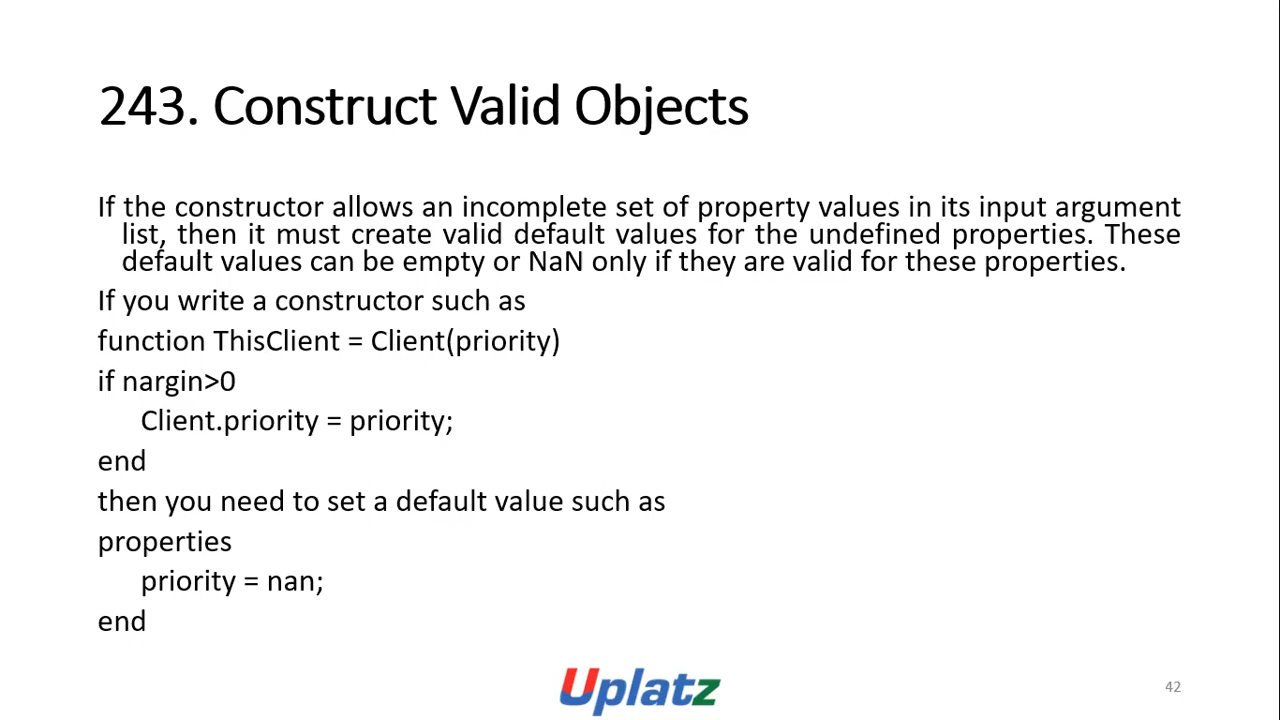 243. Construct Valid Objects
If the constructor allows an incomplete set of property values in its input argument
list, then it must create valid default values for the undefined properties. These
default values can be empty or NaN only if they are valid for these properties.
If you write a constructor such as
function ThisClient = Client(priority)
if nargin>0
Client.priority = priority;
end
then you need to set a default value such as
properties
priority = nan;
end
Uplatz
42